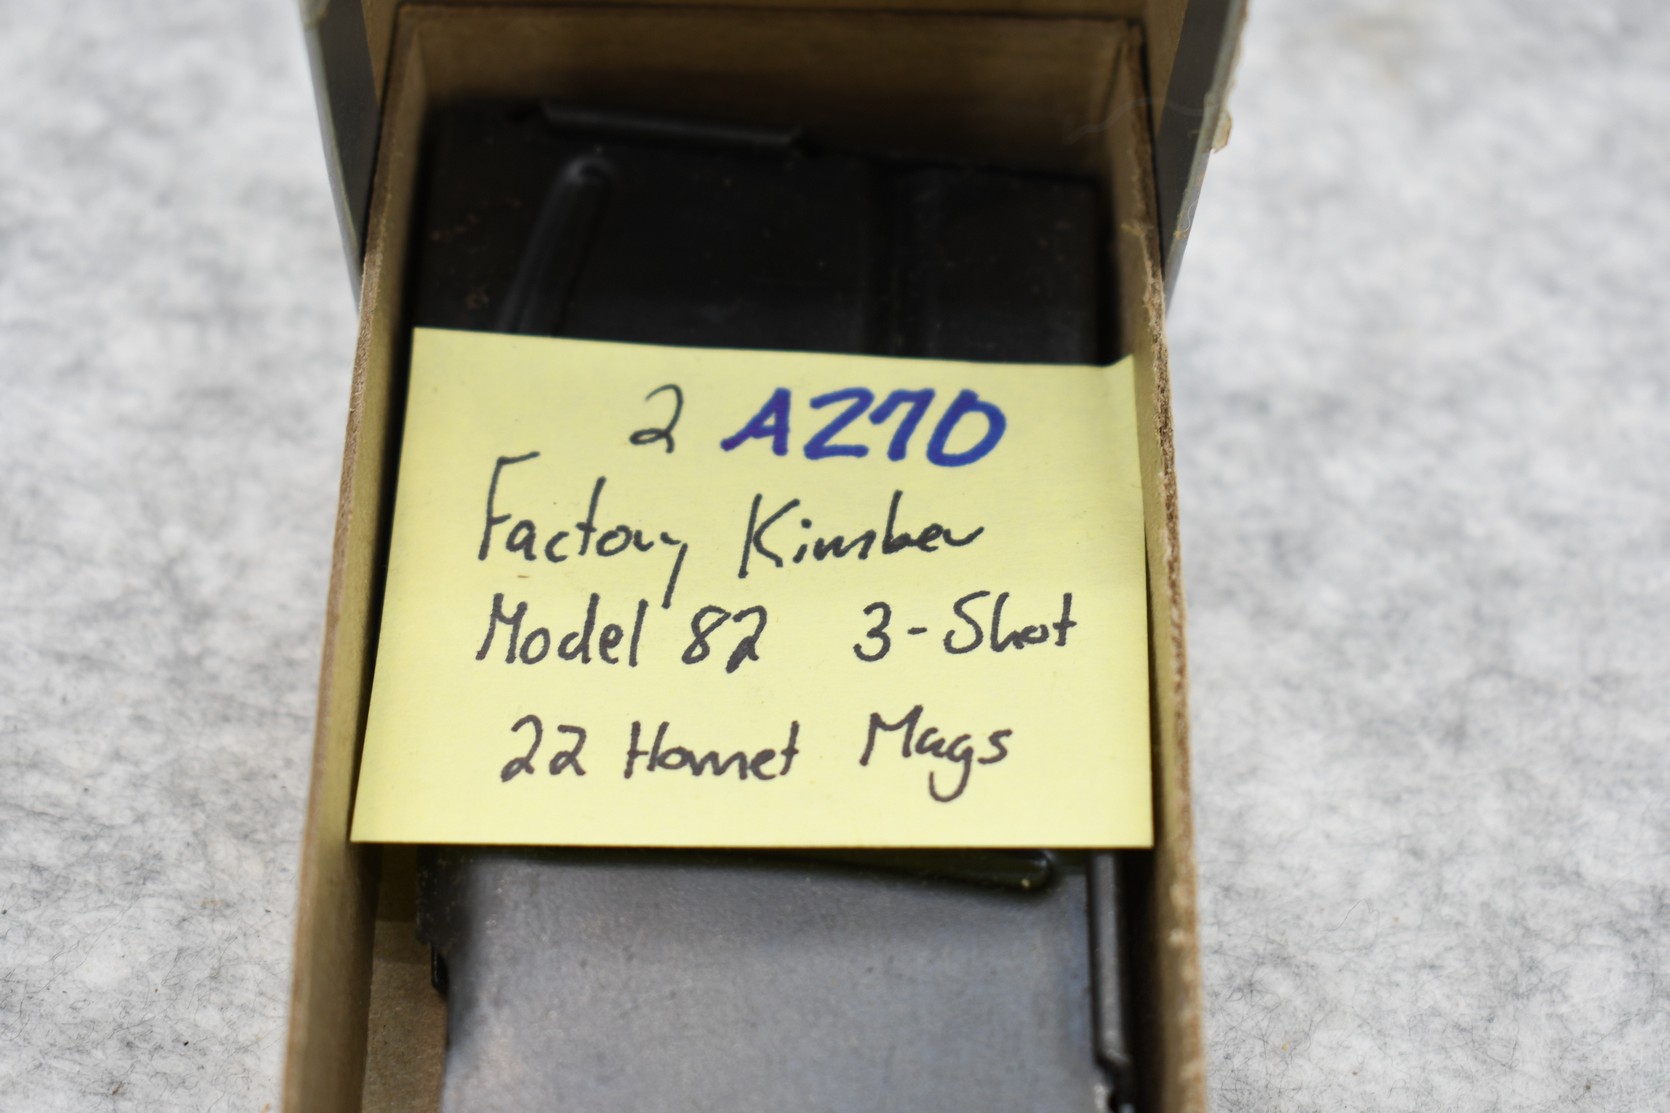 2 A270
Factory Kimber
Model 82 3-Shot
22 Hornet Mags